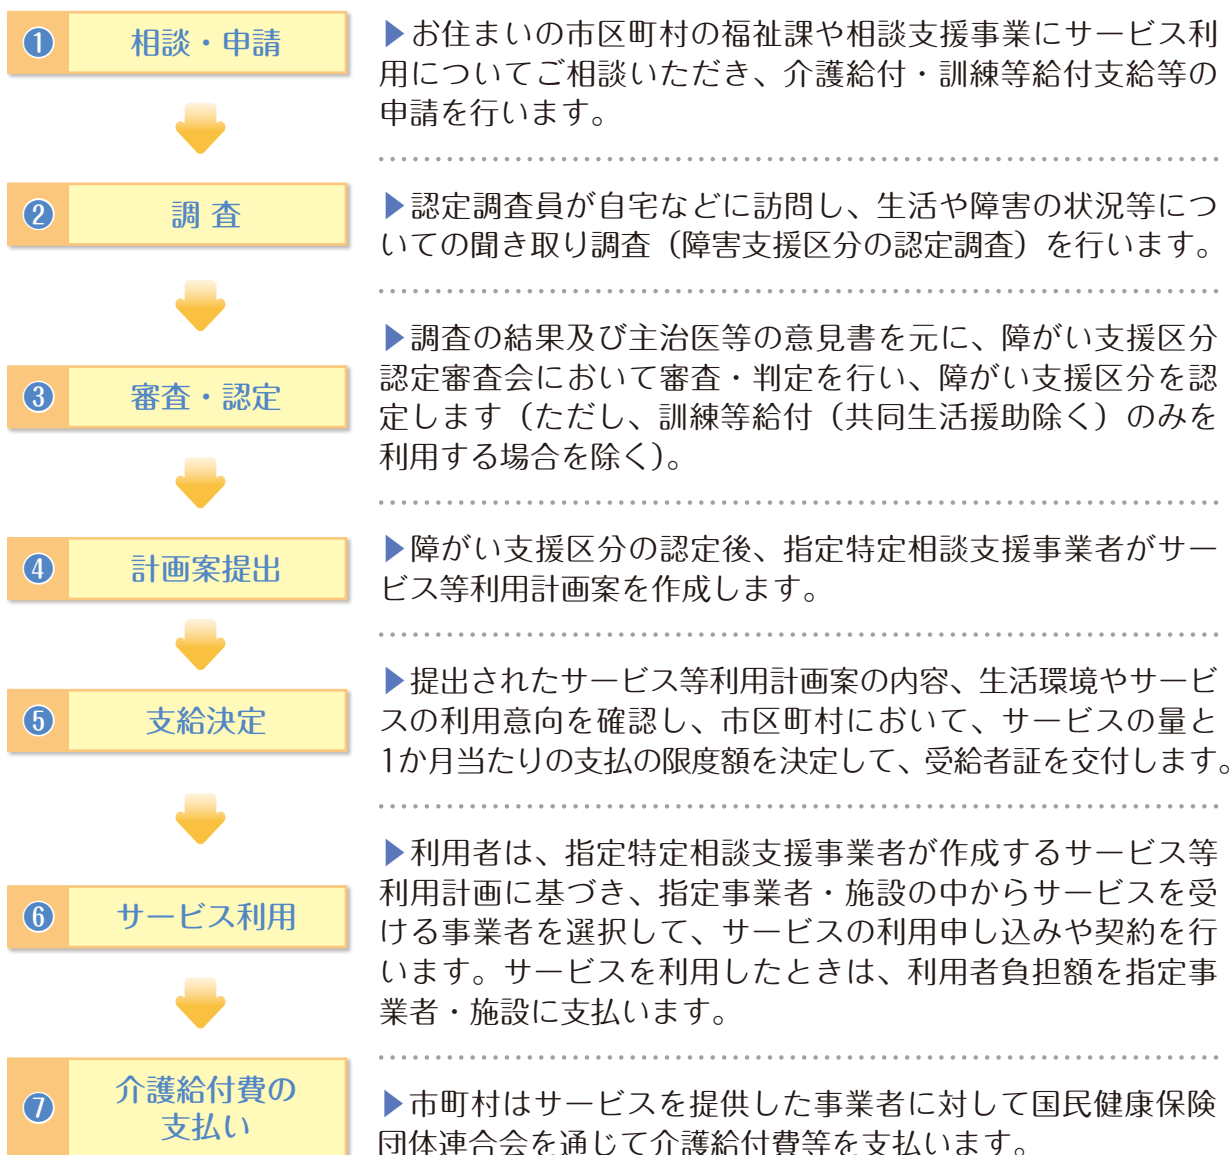 ❶ 相談・申請
▶お住まいの市区町村の福祉課や相談支援事業にサービス利
用についてご相談いただき、介護給付・訓練等給付支給等の
申請を行います。
❷ 調 査
▶認定調査員が自宅などに訪問し、生活や障害の状況等につ
いての聞き取り調査（障害支援区分の認定調査）を行います。
❸ 審査・認定
▶調査の結果及び主治医等の意見書を元に、障がい支援区分
認定審査会において審査・判定を行い、障がい支援区分を認
定します（ただし、訓練等給付（共同生活援助除く）のみを
利用する場合を除く）。
❹ 計画案提出
▶障がい支援区分の認定後、指定特定相談支援事業者がサー
ビス等利用計画案を作成します。
❺ 支給決定
▶提出されたサービス等利用計画案の内容、生活環境やサービ
スの利用意向を確認し、市区町村において、サービスの量と
1か月当たりの支払の限度額を決定して、受給者証を交付します。
❻ サービス利用
▶利用者は、指定特定相談支援事業者が作成するサービス等
利用計画に基づき、指定事業者・施設の中からサービスを受
ける事業者を選択して、サービスの利用申し込みや契約を行
います。サービスを利用したときは、利用者負担額を指定事
業者・施設に支払います。
❼ 介護給付費の
支払い
▶市町村はサービスを提供した事業者に対して国民健康保険
団体連合会を通じて介護給付費等を支払います。